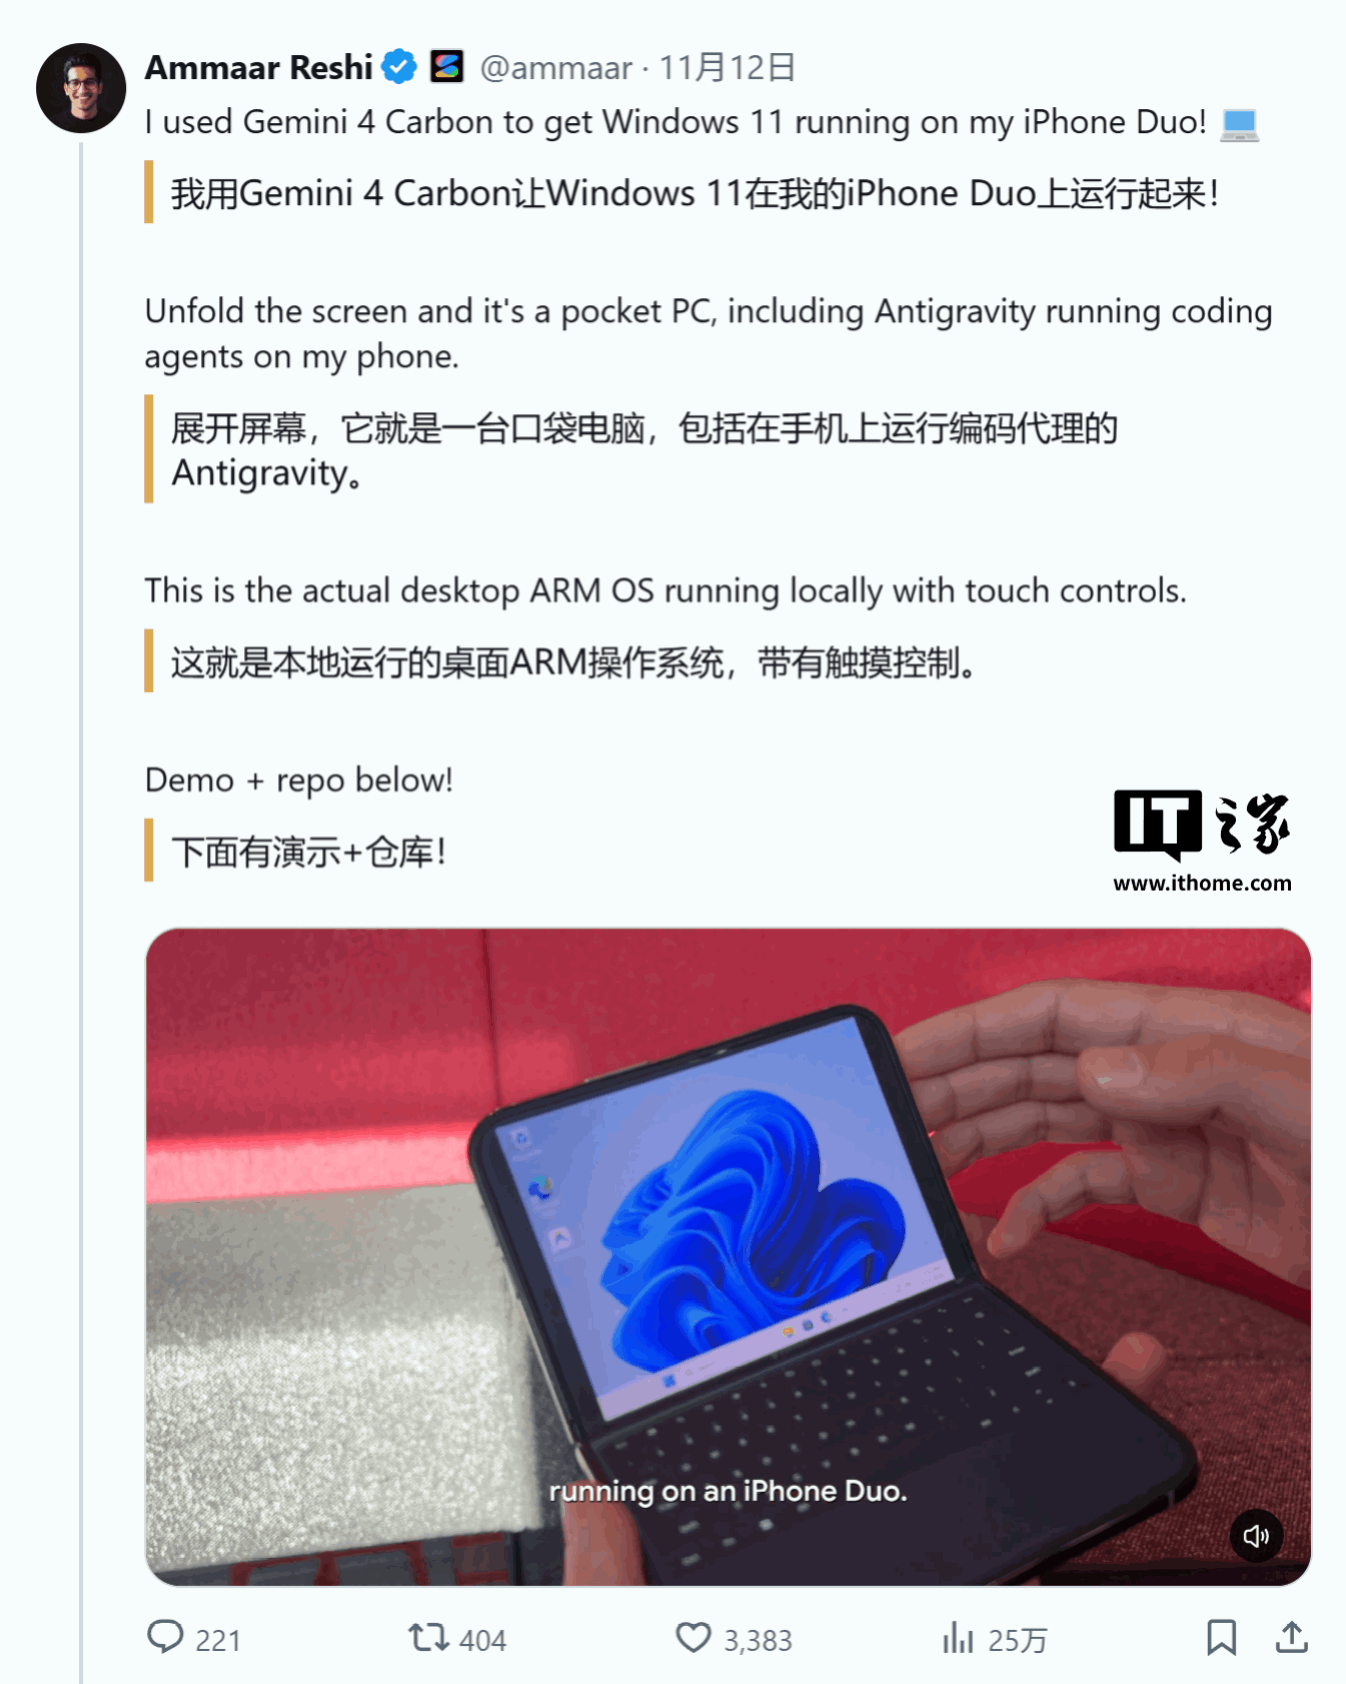 Ammaar Reshi @ammaar · 11月12日
I used Gemini 4 Carbon to get Windows 11 running on my iPhone Duo! 💻
我用Gemini 4 Carbon让Windows 11在我的iPhone Duo上运行起来！
Unfold the screen and it's a pocket PC, including Antigravity running coding
agents on my phone.
展开屏幕，它就是一台口袋电脑，包括在手机上运行编码代理的
Antigravity。
This is the actual desktop ARM OS running locally with touch controls.
这就是本地运行的桌面ARM操作系统，带有触摸控制。
Demo + repo below!
下面有演示+仓库！
IT之家
www.ithome.com
running on an iPhone Duo.
221 404 3,383 25万